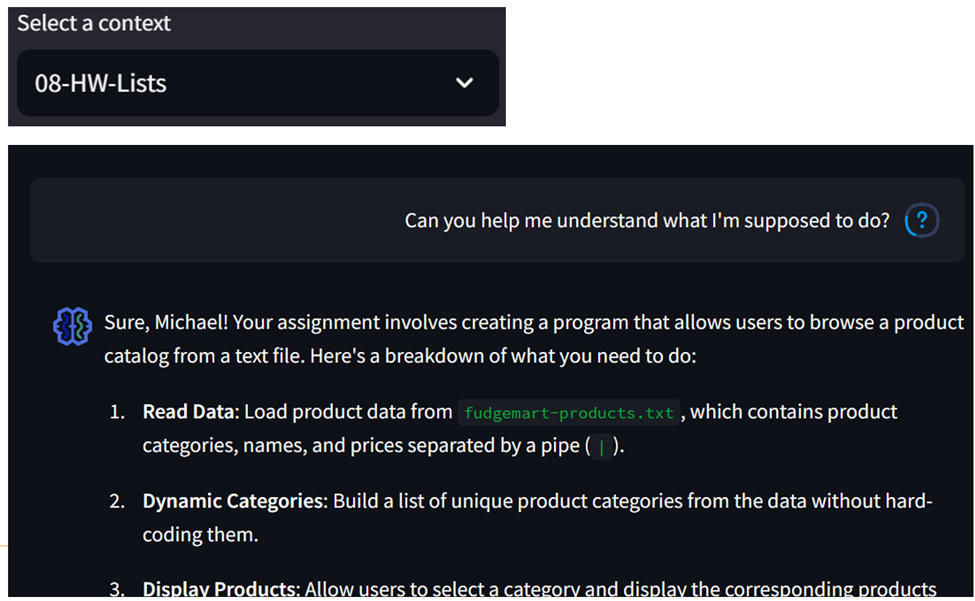 Select a context
08-HW-Lists
Can you help me understand what I'm supposed to do?
Sure, Michael! Your assignment involves creating a program that allows users to browse a product
catalog from a text file. Here's a breakdown of what you need to do:
1. Read Data: Load product data from fudgemart-products.txt, which contains product
categories, names, and prices separated by a pipe ( | ).
2. Dynamic Categories: Build a list of unique product categories from the data without hard-
coding them.
3. Display Products: Allow users to select a category and display the corresponding products